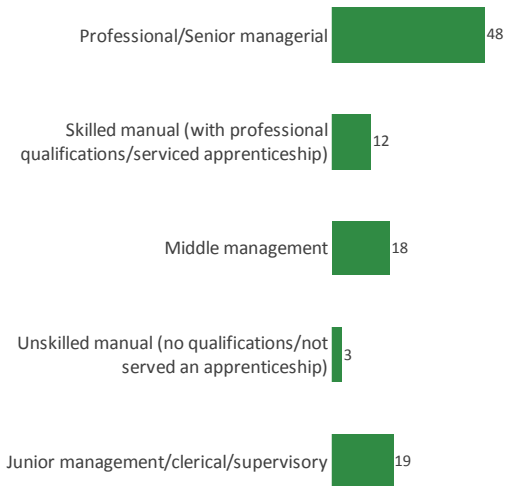 Professional/Senior managerial
48
Skilled manual (with professional
qualifications/serviced apprenticeship)
12
Middle management
18
Unskilled manual (no qualifications/not
served an apprenticeship)
3
Junior management/clerical/supervisory
19